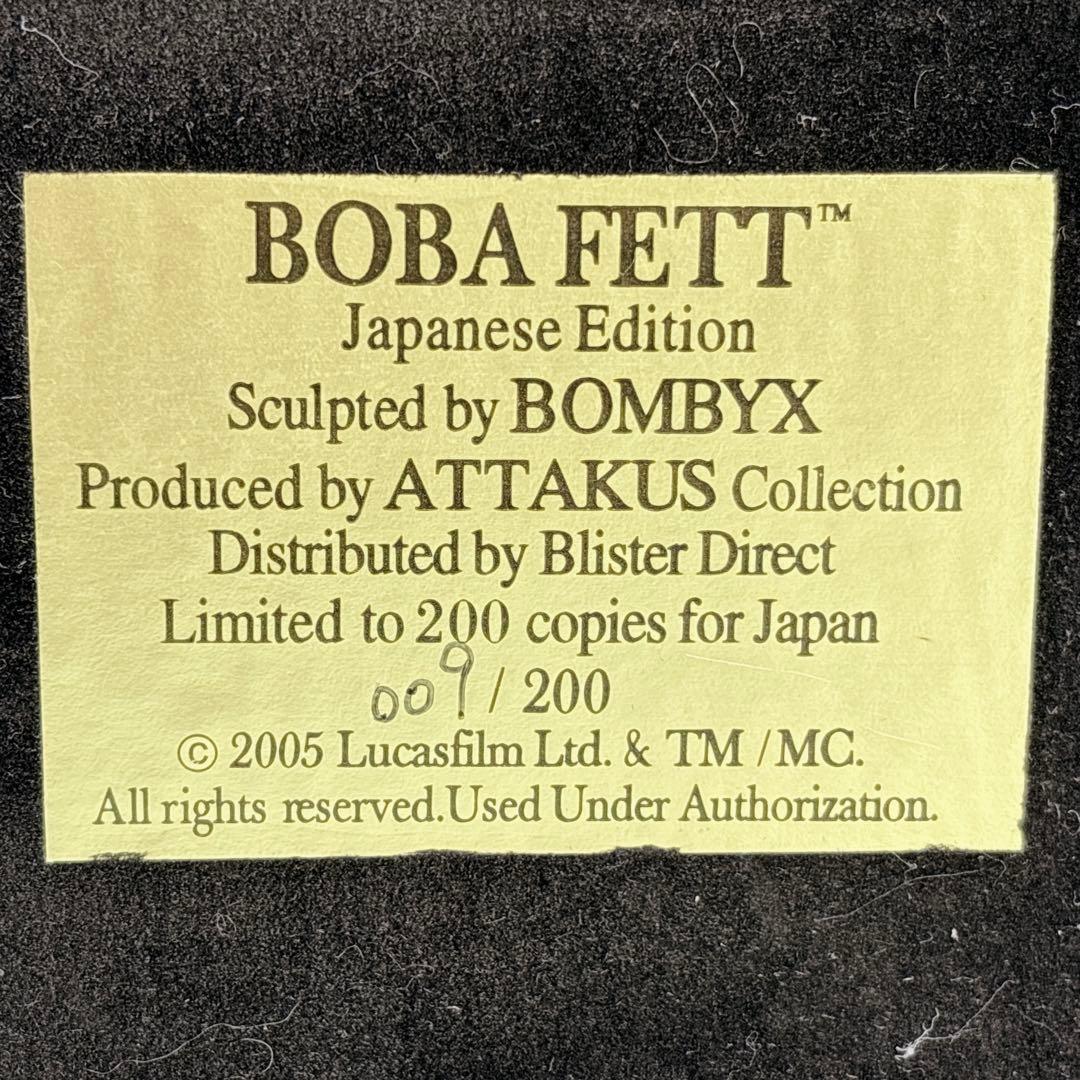 BOBA FETT™
Japanese Edition
Sculpted by BOMBYX
Produced by ATTAKUS Collection
Distributed by Blister Direct
Limited to 200 copies for Japan
009 / 200
© 2005 Lucasfilm Ltd. & TM / MC.
All rights reserved.Used Under Authorization.